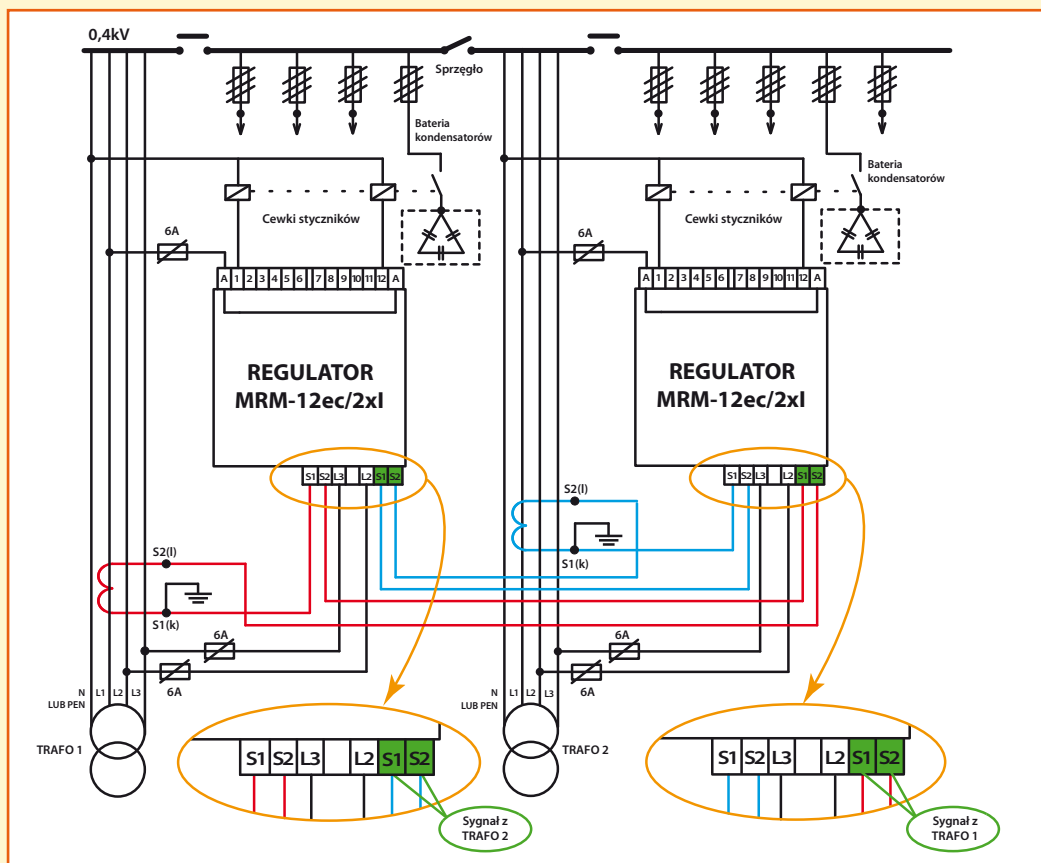 0,4kV
Sprzęgło
Bateria
kondensatorów
Bateria
kondensatorów
Cewki styczników
Cewki styczników
6A
6A
A 1 2 3 4 5 6 7 8 9 10 11 12 A
A 1 2 3 4 5 6 7 8 9 10 11 12 A
REGULATOR
MRM-12ec/2xI
REGULATOR
MRM-12ec/2xI
S1 S2 L3 L2 S1 S2
S1 S2 L3 L2 S1 S2
S2(l)
S1(k)
S2(l)
S1(k)
6A
6A
6A
6A
N L1 L2 L3
LUB PEN
N L1 L2 L3
LUB PEN
TRAFO 1
TRAFO 2
S1 S2 L3 L2 S1 S2
S1 S2 L3 L2 S1 S2
Sygnał z
TRAFO 2
Sygnał z
TRAFO 1